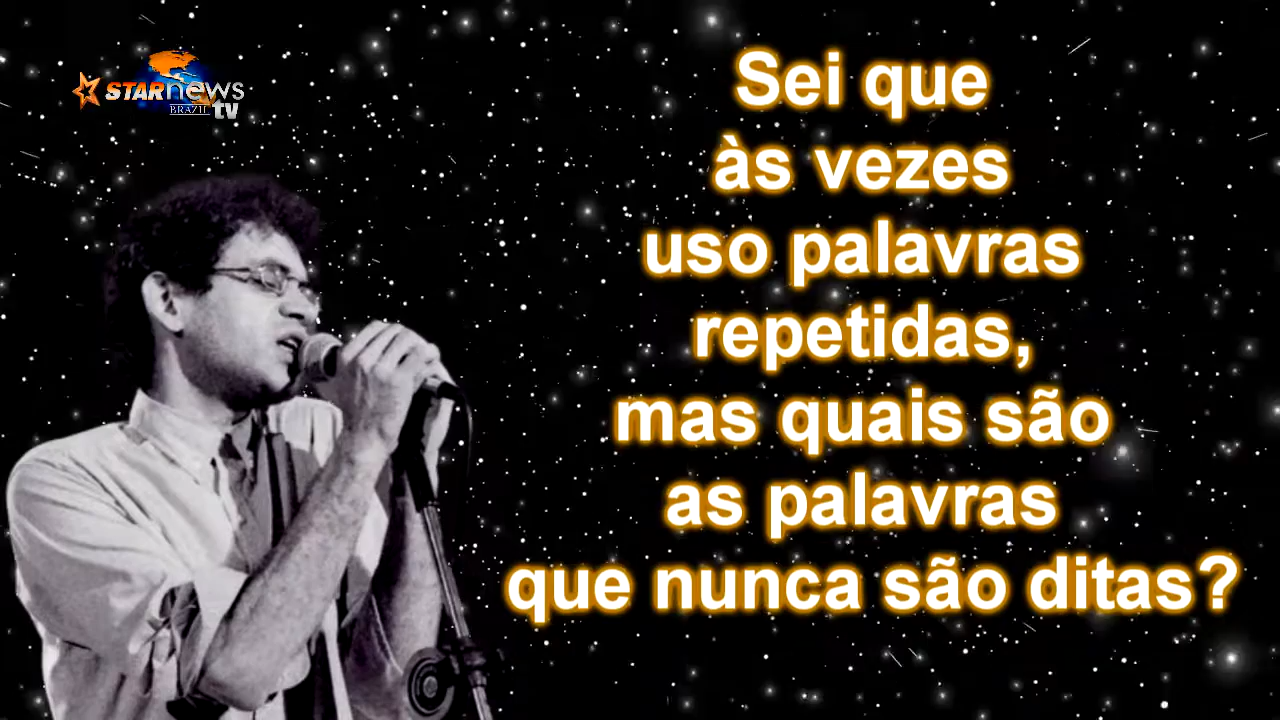 STARnews
BRAZIL
tv
Sei que
às vezes
uso palavras
repetidas,
mas quais são
as palavras
que nunca são ditas?